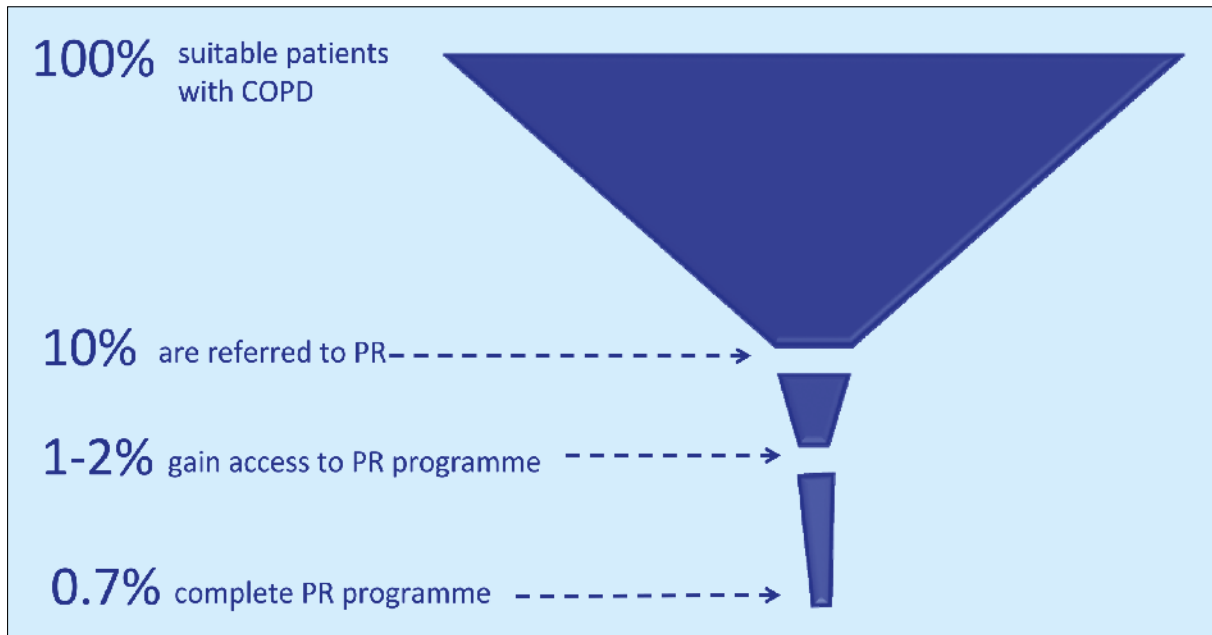 100% suitable patients
with COPD
10% are referred to PR
1-2% gain access to PR programme
0.7% complete PR programme